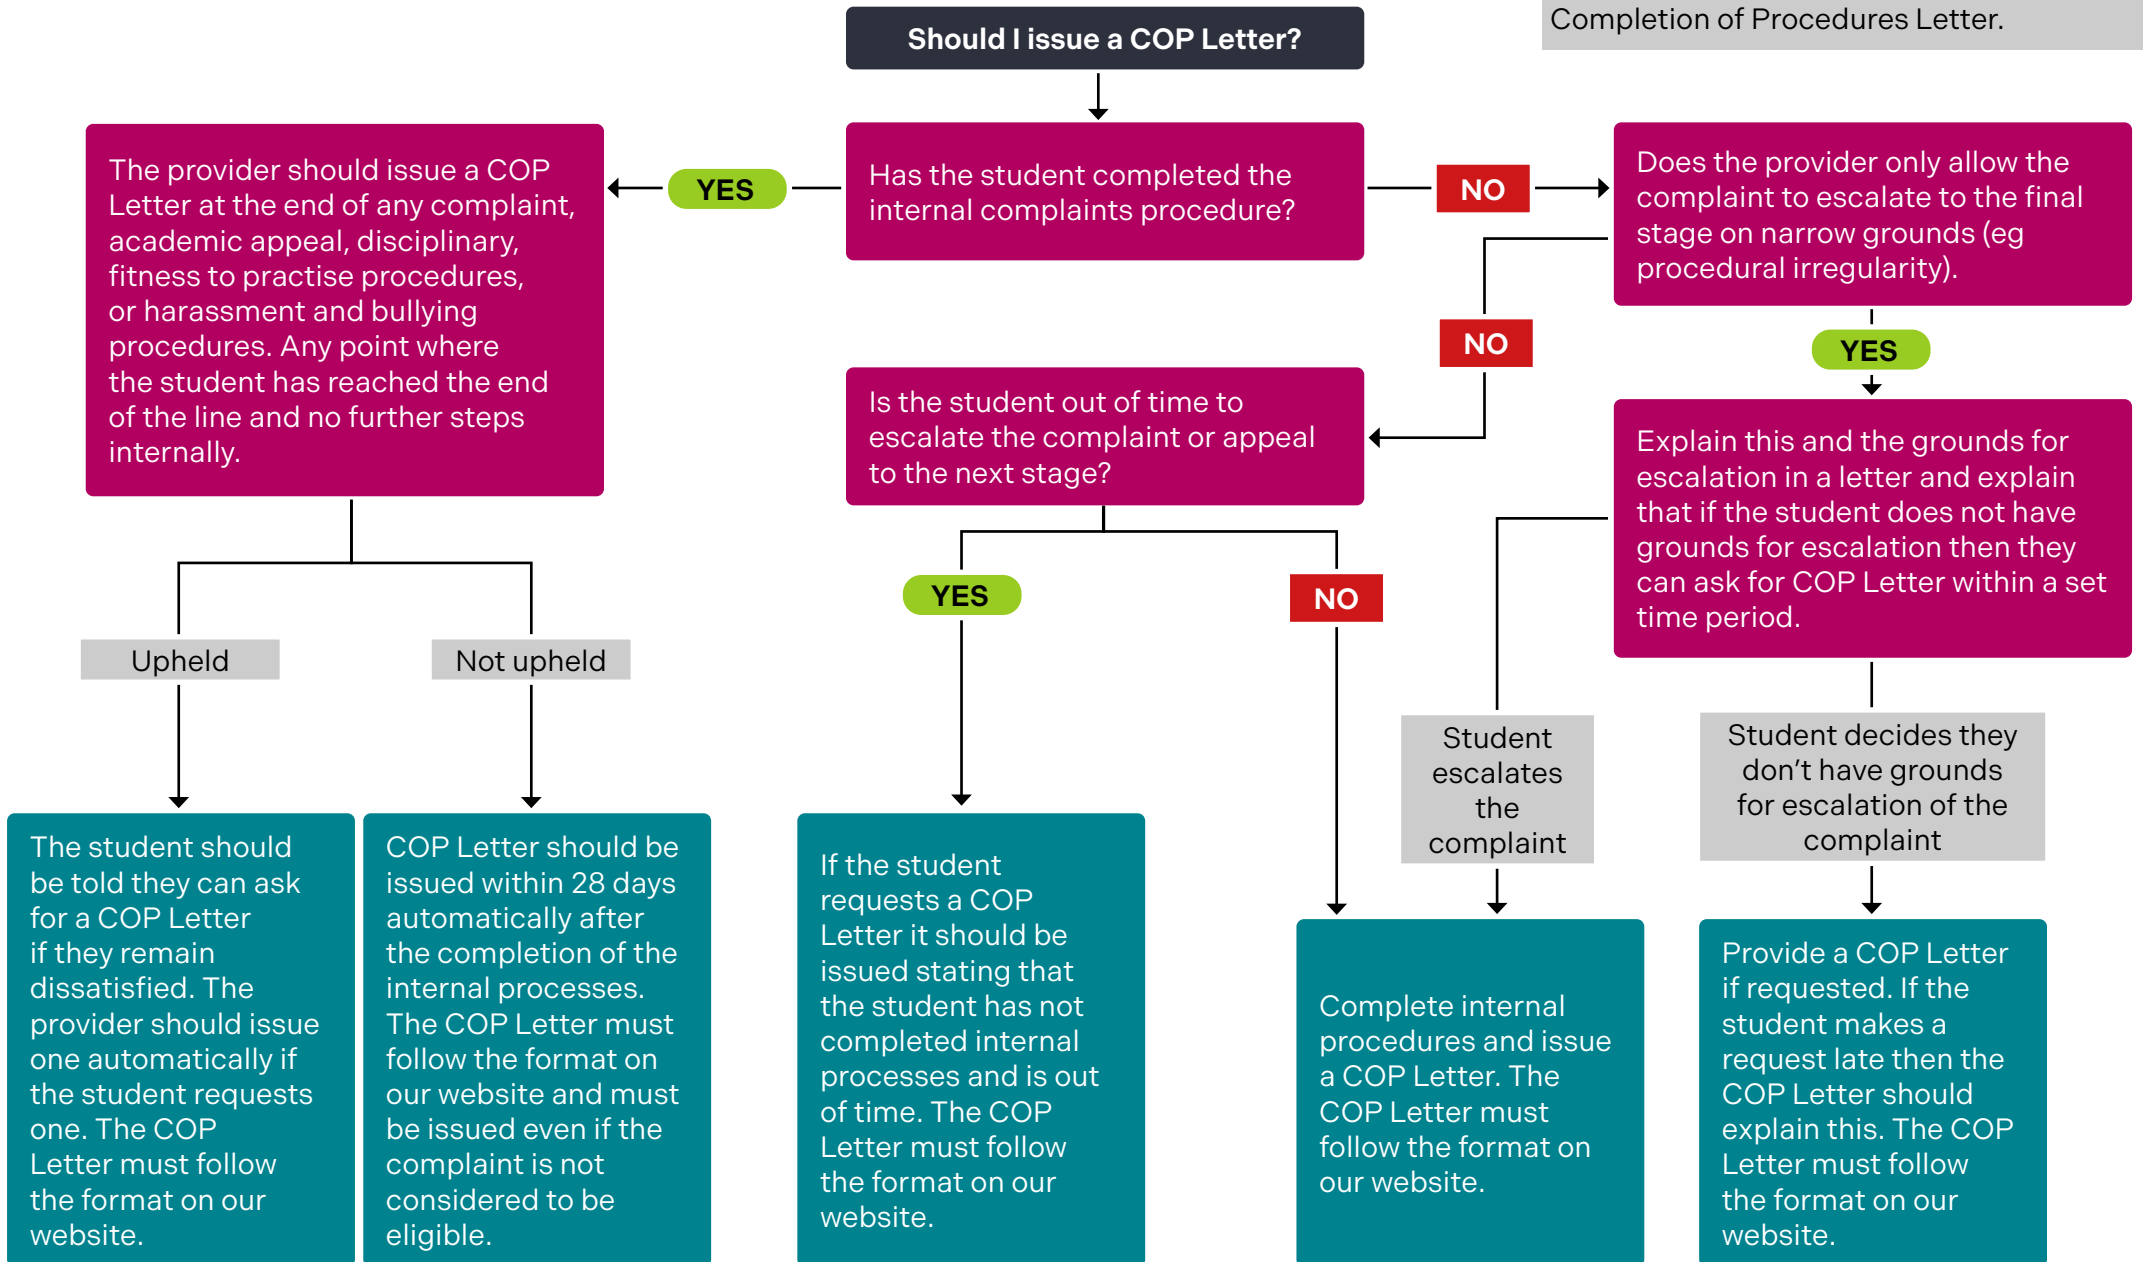 Completion of Procedures Letter.
Should I issue a COP Letter?
The provider should issue a COP
Letter at the end of any complaint,
academic appeal, disciplinary,
fitness to practise procedures,
or harassment and bullying
procedures. Any point where
the student has reached the end
of the line and no further steps
internally.
YES
Has the student completed the
internal complaints procedure?
NO
Does the provider only allow the
complaint to escalate to the final
stage on narrow grounds (eg
procedural irregularity).
NO
YES
Is the student out of time to
escalate the complaint or appeal
to the next stage?
Explain this and the grounds for
escalation in a letter and explain
that if the student does not have
grounds for escalation then they
can ask for COP Letter within a set
time period.
YES
NO
Upheld
Not upheld
Student
escalates
the
complaint
Student decides they
don't have grounds
for escalation of the
complaint
The student should
be told they can ask
for a COP Letter
if they remain
dissatisfied. The
provider should issue
one automatically if
the student requests
one. The COP
Letter must follow
the format on our
website.
COP Letter should be
issued within 28 days
automatically after
the completion of the
internal processes.
The COP Letter must
follow the format on
our website and must
be issued even if the
complaint is not
considered to be
eligible.
If the student
requests a COP
Letter it should be
issued stating that
the student has not
completed internal
processes and is out
of time. The COP
Letter must follow
the format on our
website.
Complete internal
procedures and issue
a COP Letter. The
COP Letter must
follow the format on
our website.
Provide a COP Letter
if requested. If the
student makes a
request late then the
COP Letter should
explain this. The COP
Letter must follow
the format on our
website.